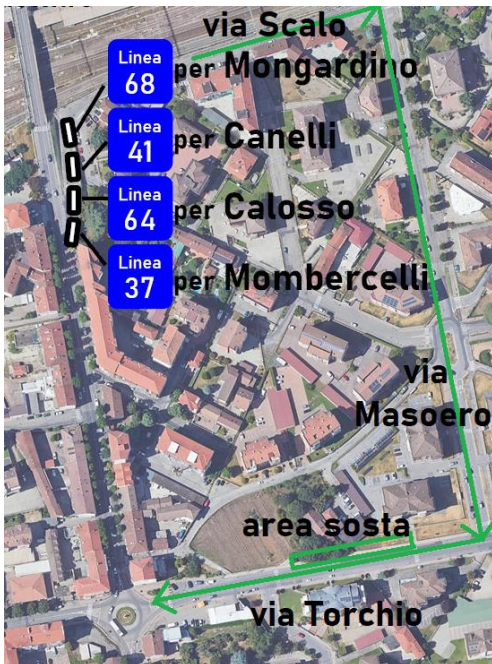 via Scalo
Linea
68
per Mongardino
Linea
41
per Canelli
Linea
64
per Calosso
Linea
37
per Mombercelli
via
Masoero
area sosta
via Torchio